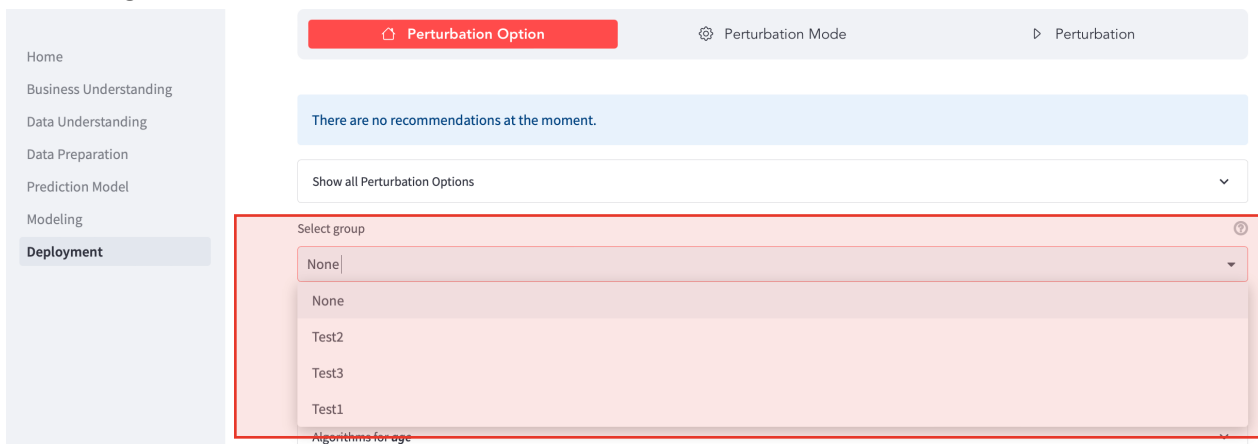 Home
Business Understanding
Data Understanding
Data Preparation
Prediction Model
Modeling
Deployment
Perturbation Option
Perturbation Mode
Perturbation
There are no recommendations at the moment.
Show all Perturbation Options
Select group
None
None
Test2
Test3
Test1
Algorithms for age